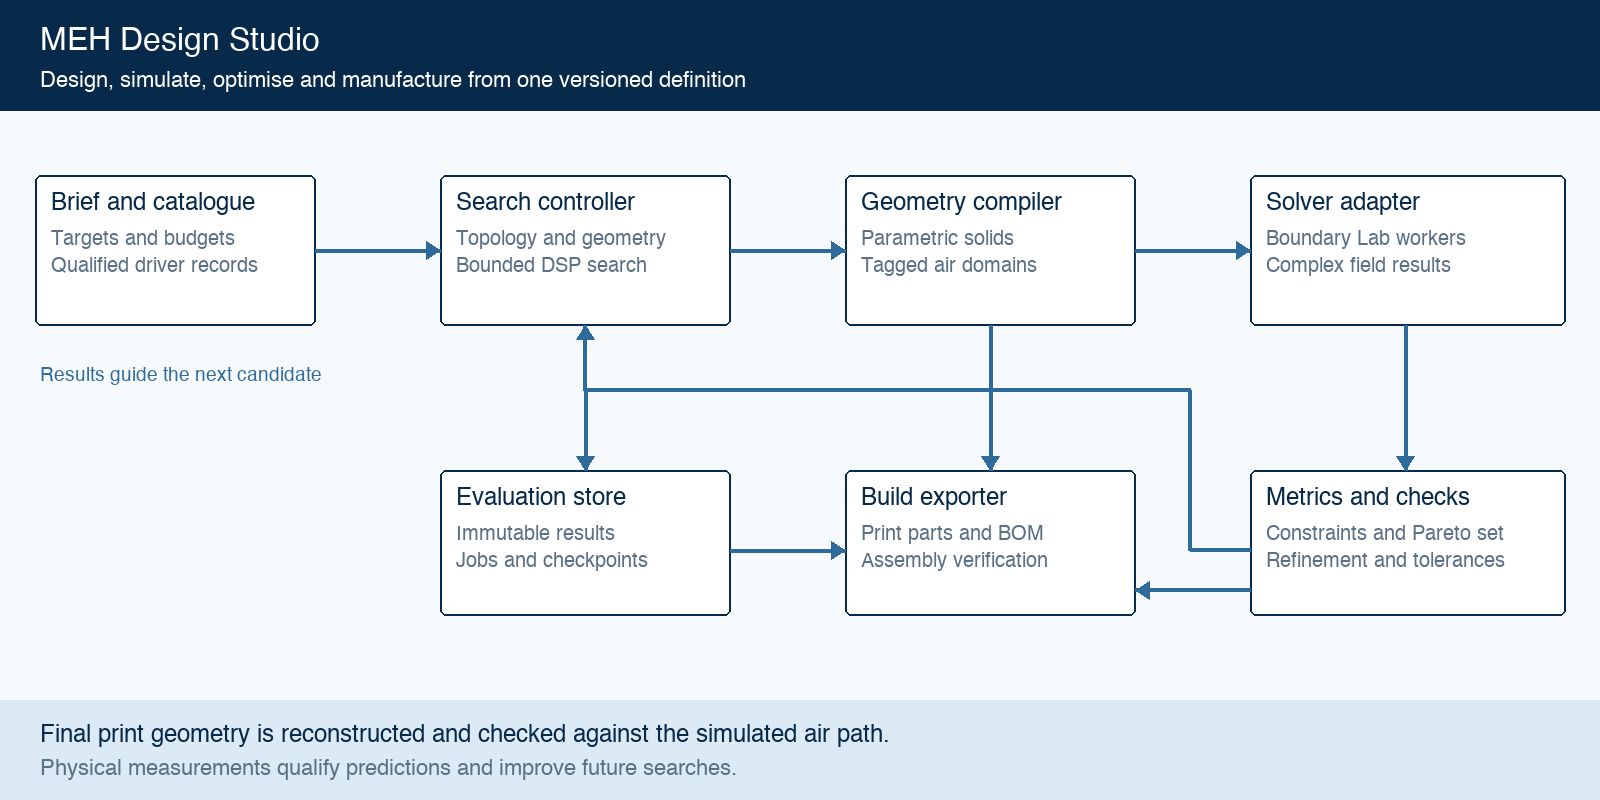 MEH Design Studio
Design, simulate, optimise and manufacture from one versioned definition
Brief and catalogue
Targets and budgets
Qualified driver records
Search controller
Topology and geometry
Bounded DSP search
Geometry compiler
Parametric solids
Tagged air domains
Solver adapter
Boundary Lab workers
Complex field results
Results guide the next candidate
Evaluation store
Immutable results
Jobs and checkpoints
Build exporter
Print parts and BOM
Assembly verification
Metrics and checks
Constraints and Pareto set
Refinement and tolerances
Final print geometry is reconstructed and checked against the simulated air path.
Physical measurements qualify predictions and improve future searches.